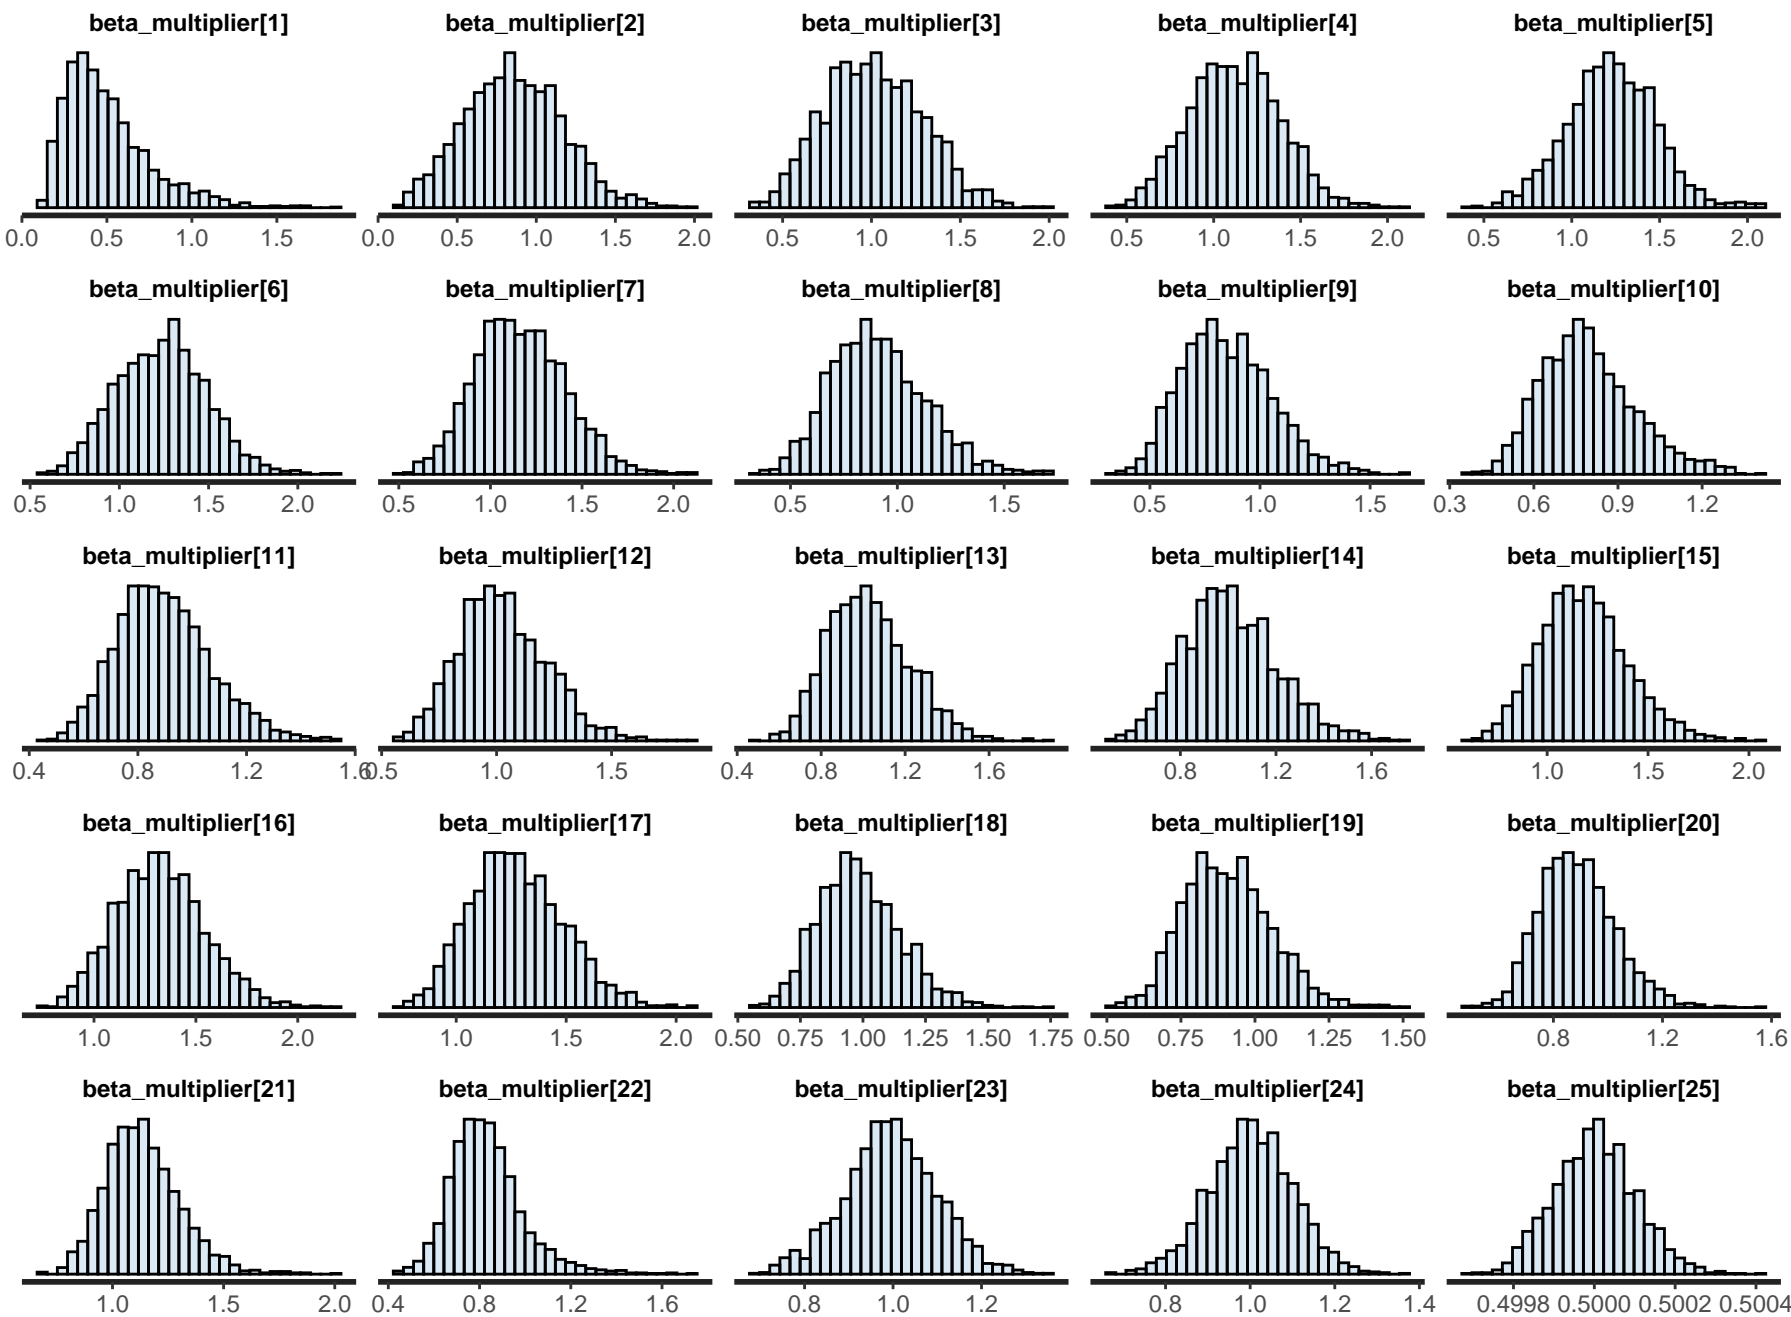 beta_multiplier[1] beta_multiplier[2] beta_multiplier[3] beta_multiplier[4] beta_multiplier[5]
0.0 0.5 1.0 1.5 0.0 0.5 1.0 1.5 2.0 0.5 1.0 1.5 2.0 0.5 1.0 1.5 2.0 0.5 1.0 1.5 2.0
beta_multiplier[6] beta_multiplier[7] beta_multiplier[8] beta_multiplier[9] beta_multiplier[10]
0.5 1.0 1.5 2.0 0.5 1.0 1.5 2.0 0.5 1.0 1.5 0.5 1.0 1.5 0.3 0.6 0.9 1.2
beta_multiplier[11] beta_multiplier[12] beta_multiplier[13] beta_multiplier[14] beta_multiplier[15]
0.4 0.8 1.2 1.6 0.5 1.0 1.5 0.4 0.8 1.2 1.6 0.8 1.2 1.6 1.0 1.5 2.0
beta_multiplier[16] beta_multiplier[17] beta_multiplier[18] beta_multiplier[19] beta_multiplier[20]
1.0 1.5 2.0 1.0 1.5 2.0 0.50 0.75 1.00 1.25 1.50 1.75 0.50 0.75 1.00 1.25 1.50 0.8 1.2 1.6
beta_multiplier[21] beta_multiplier[22] beta_multiplier[23] beta_multiplier[24] beta_multiplier[25]
1.0 1.5 2.0 0.4 0.8 1.2 1.6 0.8 1.0 1.2 0.8 1.0 1.2 1.4 0.4998 0.5000 0.5002 0.5004